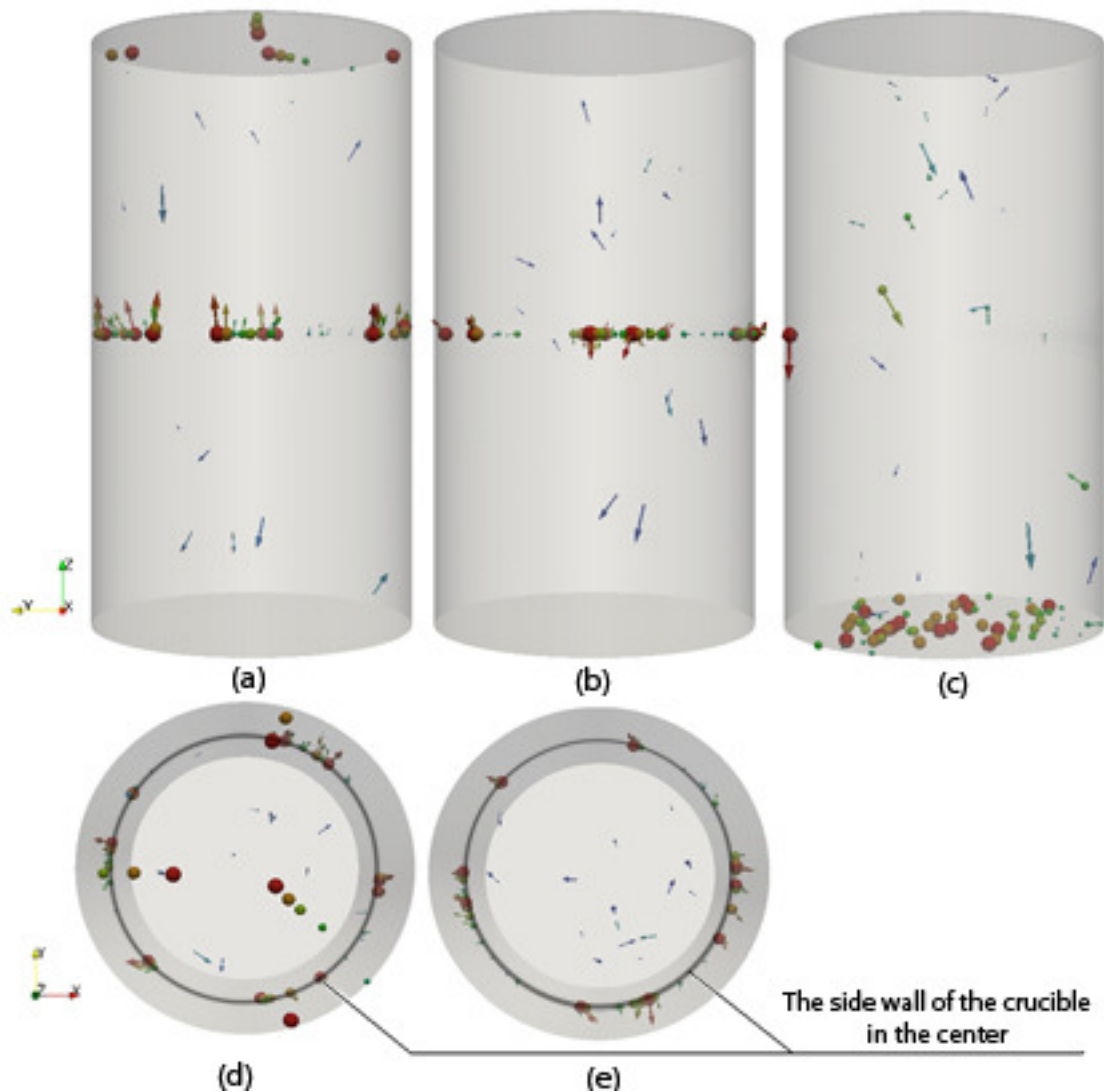 Z
Y
X
(a)
(b)
(c)
Y
Z
X
The side wall of the crucible
in the center
(d)
(e)